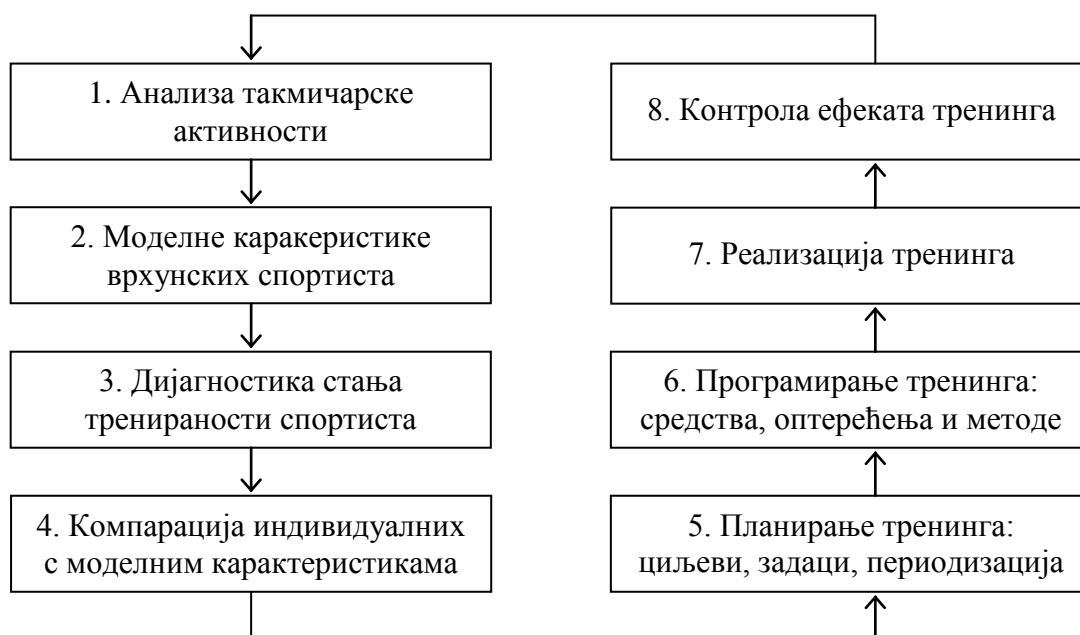 1. Анализа такмичарске
активности
2. Моделне каракеристике
врхунских спортиста
3. Дијагностика стања
тренираности спортиста
4. Компарација индивидуалних
с моделним карактеристикама
5. Планирање тренинга:
циљеви, задаци, периодизација
6. Програмирање тренинга:
средства, оптерећења и методе
7. Реализација тренинга
8. Контрола ефеката тренинга